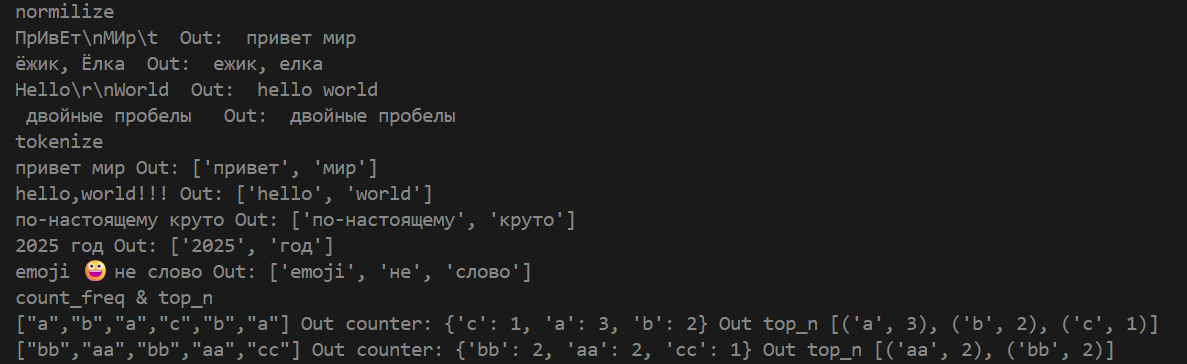 normilize
ПрИвЕт\nМИр\t  Out:  привет мир
ёжик, Ёлка  Out:  ежик, елка
Hello\r\nWorld  Out:  hello world
 двойные пробелы   Out:  двойные пробелы
tokenize
привет мир Out: ['привет', 'мир']
hello,world!!! Out: ['hello', 'world']
по-настоящему круто Out: ['по-настоящему', 'круто']
2025 год Out: ['2025', 'год']
emoji 😀 не слово Out: ['emoji', 'не', 'слово']
count_freq & top_n
["a","b","a","c","b","a"] Out counter: {'c': 1, 'a': 3, 'b': 2} Out top_n [('a', 3), ('b', 2), ('c', 1)]
["bb","aa","bb","aa","cc"] Out counter: {'bb': 2, 'aa': 2, 'cc': 1} Out top_n [('aa', 2), ('bb', 2)]